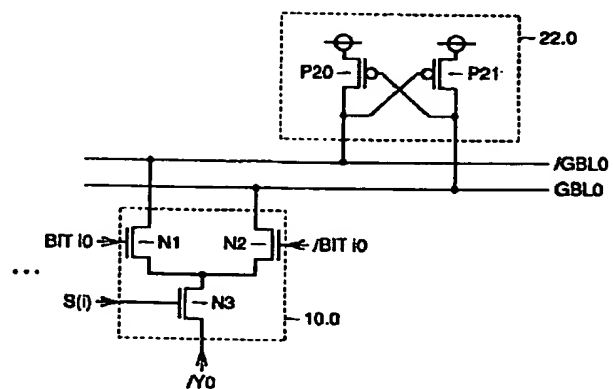 22.0
P20
P21
/GBL0
GBL0
BIT i0
N1
N2
/BIT i0
...
S(i)
N3
10.0
/Y0